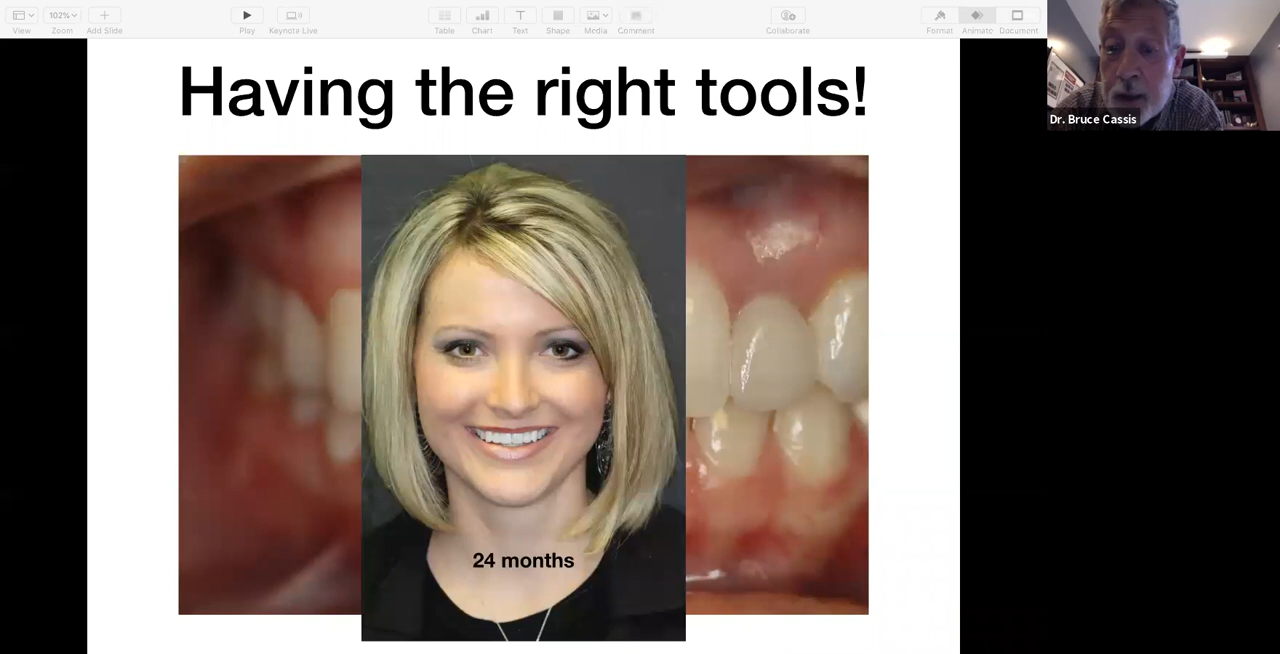 102%
View
Zoom
Add Slide
Play
Keynote Live
Table
Chart
Text
Shape
Media
Comment
Collaborate
Format
Animate
Document
Dr. Bruce Cassis
Having the right tools!
24 months